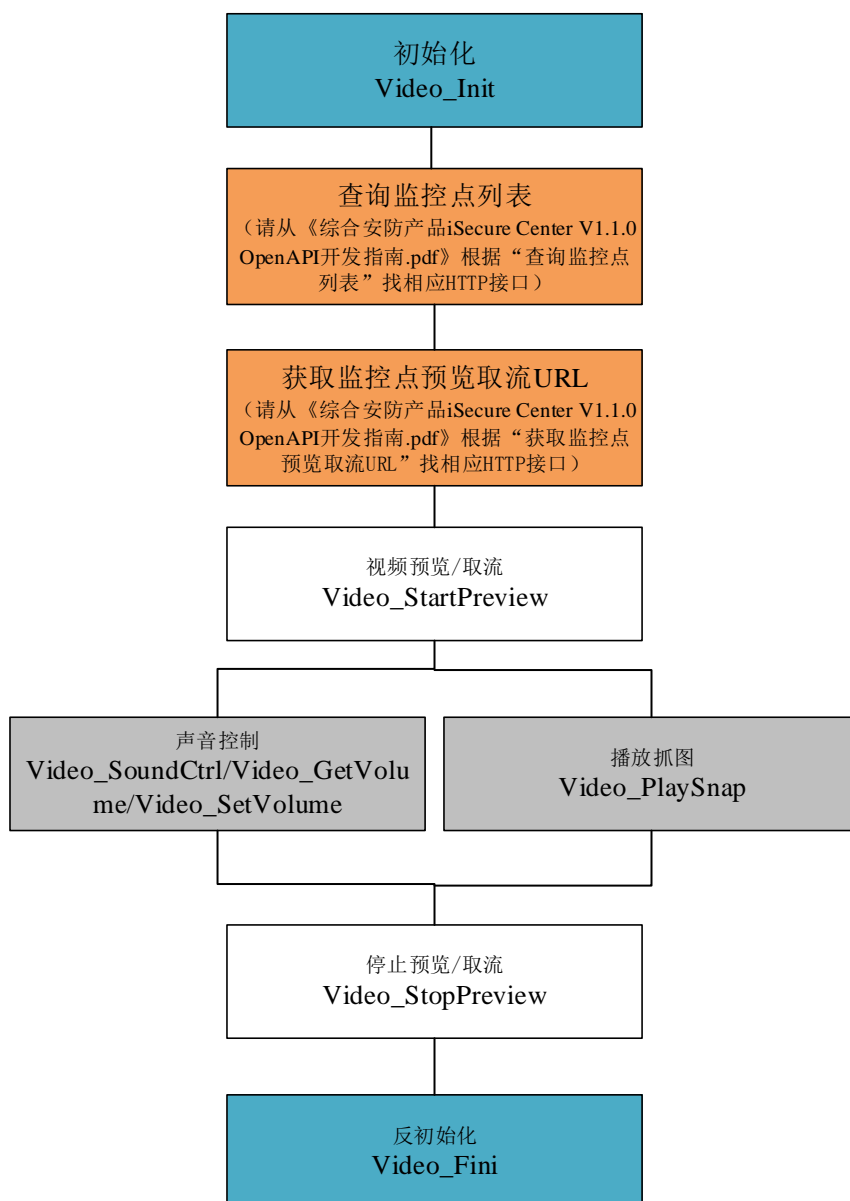 初始化
Video_Init
查询监控点列表
（请从《综合安防产品iSecure Center V1.1.0
OpenAPI开发指南.pdf》根据“查询监控点
列表”找相应HTTP接口）
获取监控点预览取流URL
（请从《综合安防产品iSecure Center V1.1.0
OpenAPI开发指南.pdf》根据“获取监控点
预览取流URL”找相应HTTP接口）
视频预览/取流
Video_StartPreview
声音控制
Video_SoundCtrl/Video_GetVolu
me/Video_SetVolume
播放抓图
Video_PlaySnap
停止预览/取流
Video_StopPreview
反初始化
Video_Fini